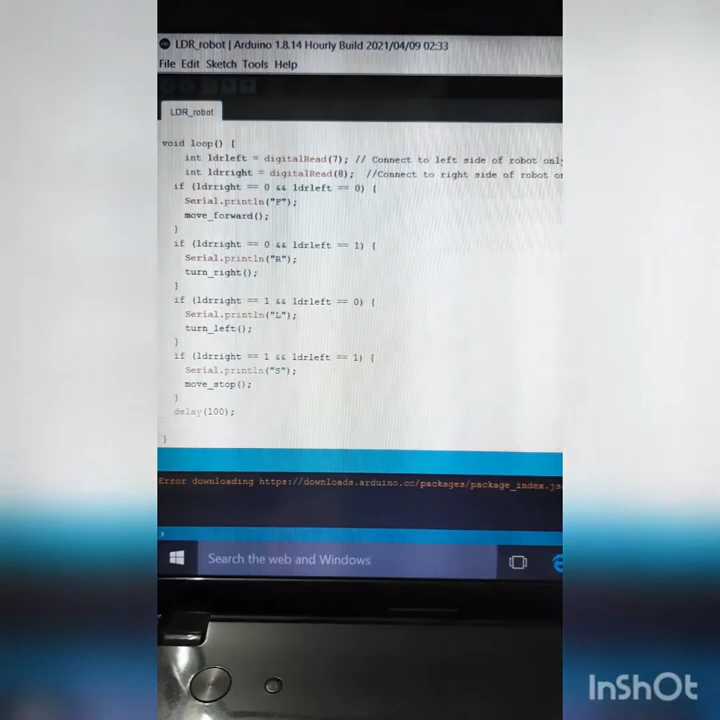 LDR_robot | Arduino 1.8.14 Hourly Build 2021/04/09 02:33
File Edit Sketch Tools Help
LDR_robot
void loop() {
int ldrleft = digitalRead(7); // Connect to left side of robot only
int ldrright = digitalRead(8); //Connect to right side of robot
if (ldrright == 0 && ldrleft == 0) {
Serial.println("F");
move_forward();
}
if (ldrright == 0 && ldrleft == 1) {
Serial.println("R");
turn_right();
}
if (ldrright == 1 && ldrleft == 0) {
Serial.println("L");
turn_left();
}
if (ldrright == 1 && ldrleft == 1) {
Serial.println("S");
move_stop();
}
delay(100);
}
Error downloading https://downloads.arduino.cc/packages/package_index.js
1
Search the web and Windows
InShOt